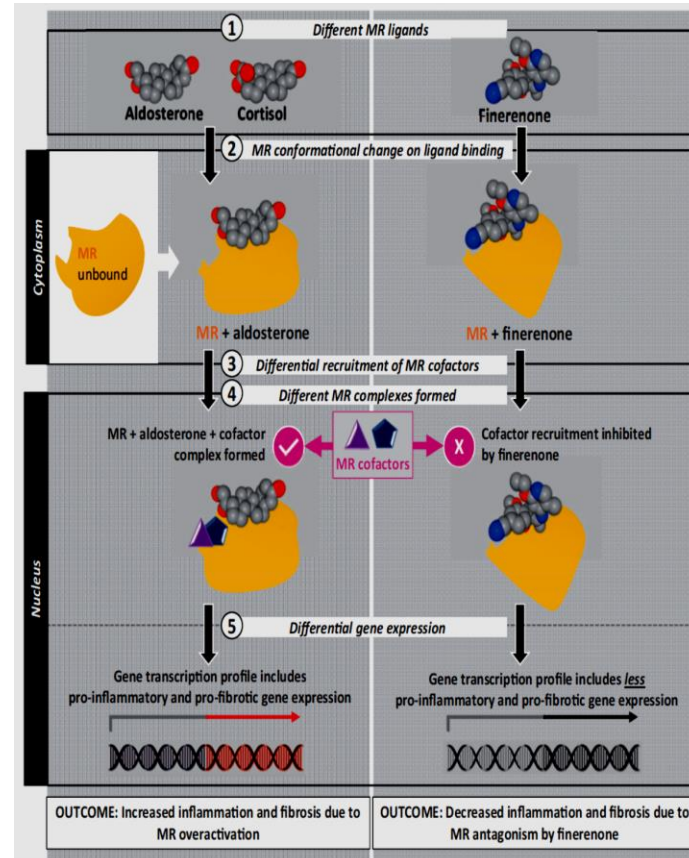 1 Different MR ligands
Aldosterone Cortisol
Finerenone
2 MR conformational change on ligand binding
Cytoplasm
MR
unbound
MR + aldosterone
MR + finerenone
3 Differential recruitment of MR cofactors
4 Different MR complexes formed
Nucleus
MR + aldosterone + cofactor
complex formed
MR cofactors
X
Cofactor recruitment inhibited
by finerenone
5 Differential gene expression
Gene transcription profile includes
pro-inflammatory and pro-fibrotic gene expression
Gene transcription profile includes less
pro-inflammatory and pro-fibrotic gene expression
OUTCOME: Increased inflammation and fibrosis due to
MR overactivation
OUTCOME: Decreased inflammation and fibrosis due to
MR antagonism by finerenone